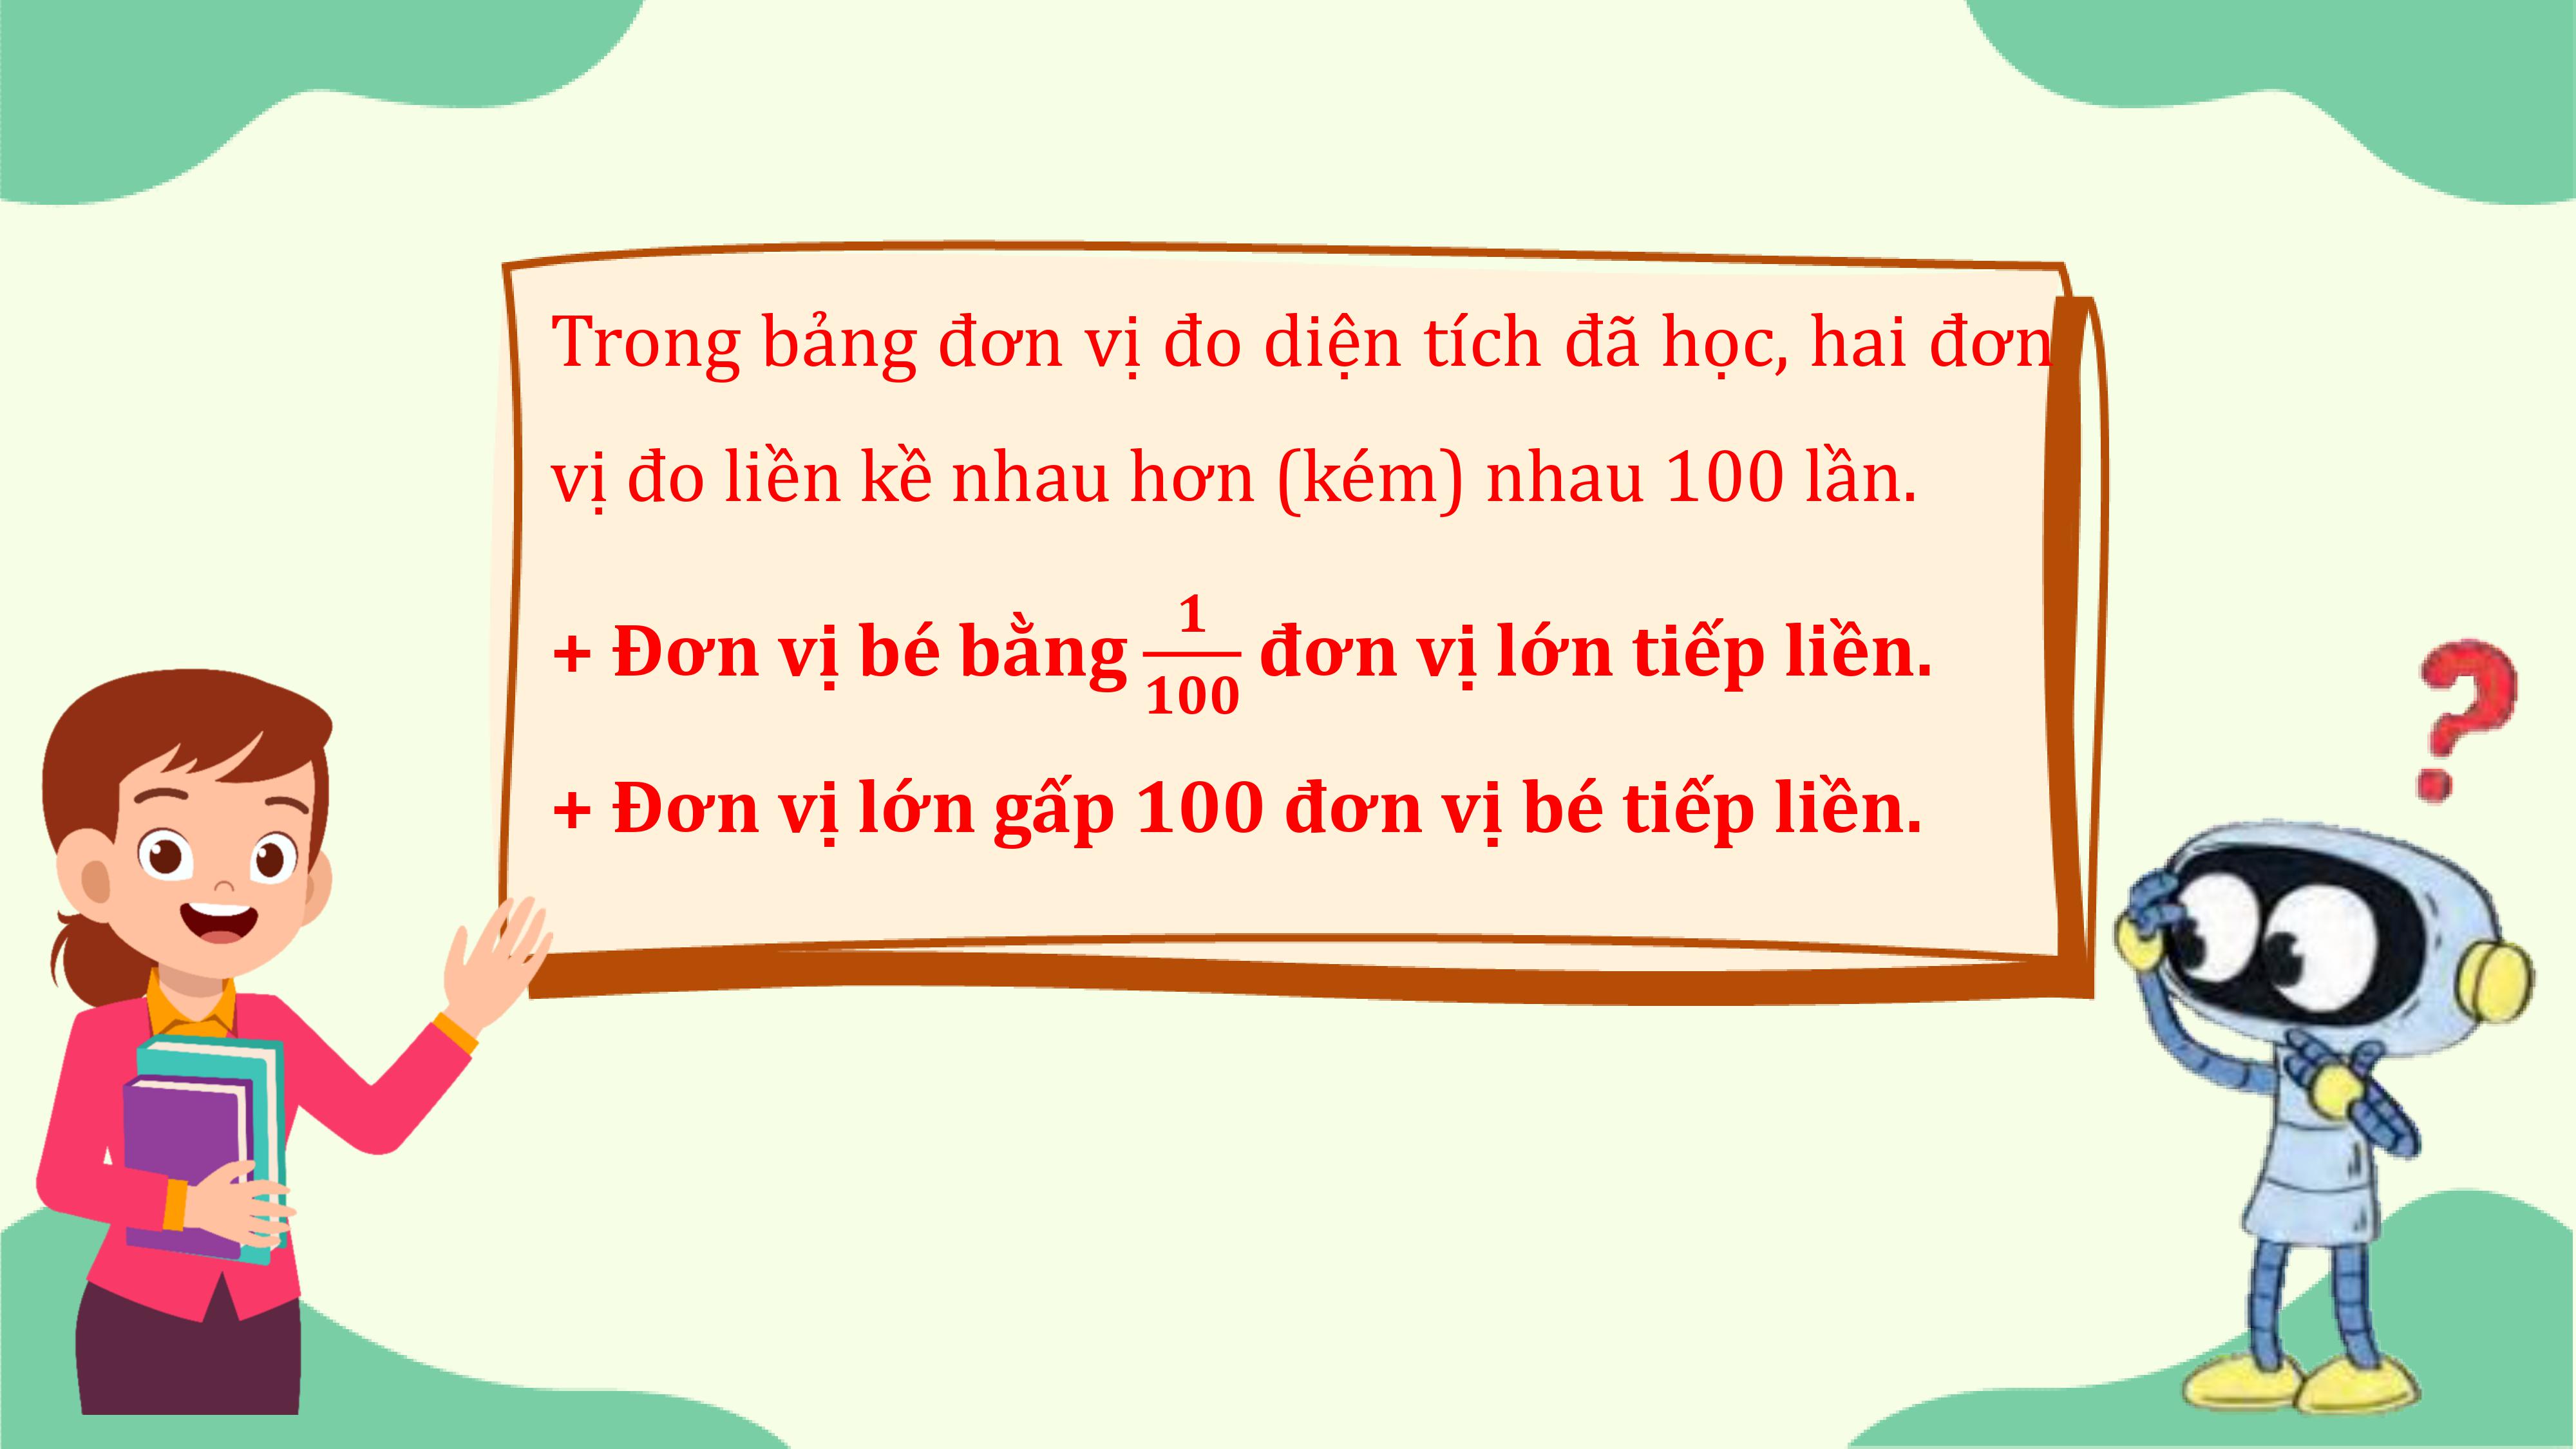 Trong bảng đơn vị đo diện tích đã học, hai đơn
vị đo liền kề nhau hơn (kém) nhau 100 lần.
+ Đơn vị bé bằng 1/100 đơn vị lớn tiếp liền.
+ Đơn vị lớn gấp 100 đơn vị bé tiếp liền.
?